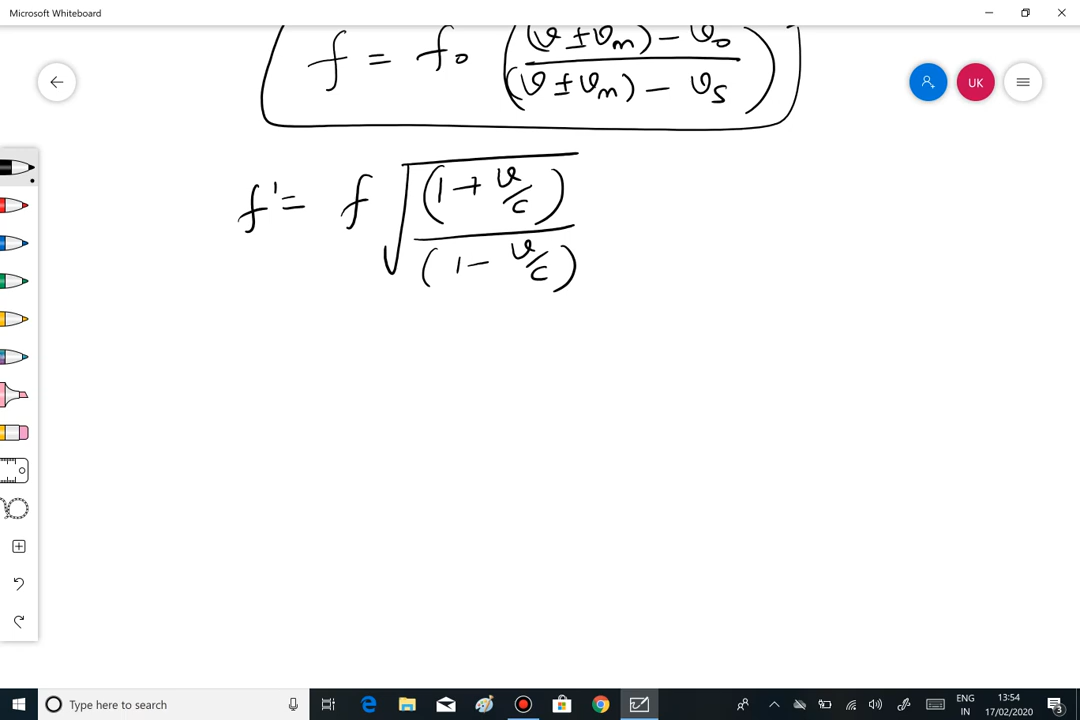 Microsoft Whiteboard
UK
f = f₀ ((v ± vₘ) − v₀ / (v ± vₘ) − vₛ)
f' = f √((1 + v/c) / (1 − v/c))
Type here to search
ENG
IN
13:54
17/02/2020
3